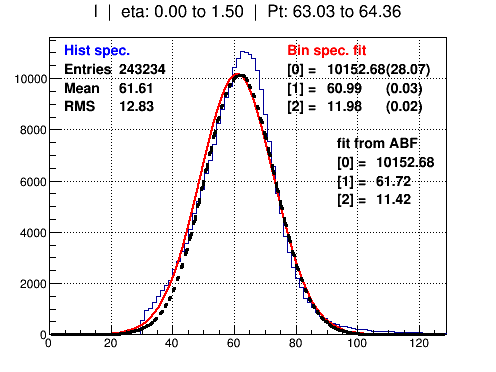 I | eta: 0.00 to 1.50 | Pt: 63.03 to 64.36
Hist spec.
Entries 243234
Mean 61.61
RMS 12.83
Bin spec. fit
[0] = 10152.68(28.07)
[1] = 60.99 (0.03)
[2] = 11.98 (0.02)
fit from ABF
[0] = 10152.68
[1] = 61.72
[2] = 11.42
10000
8000
6000
4000
2000
0
0 20 40 60 80 100 120